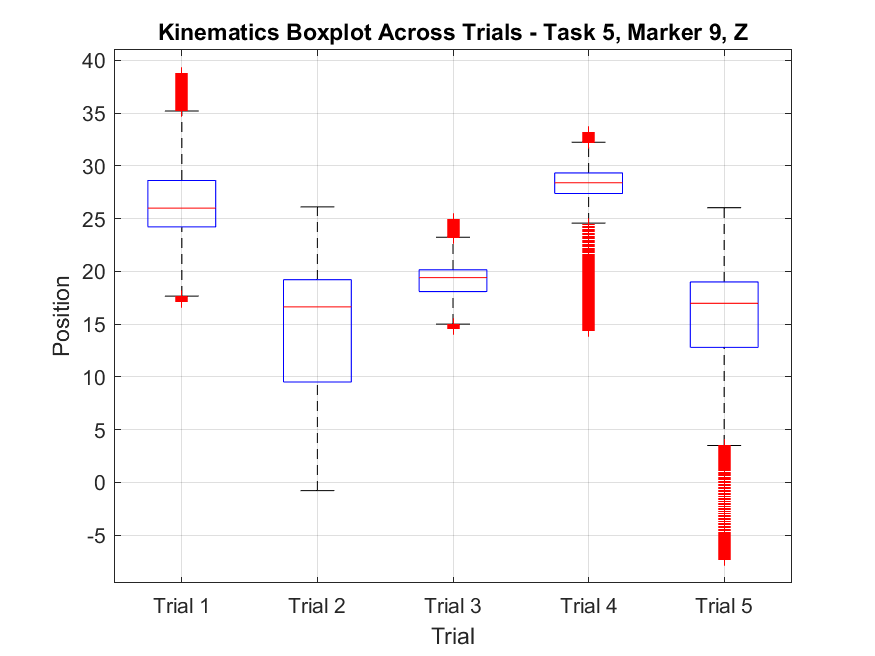 Kinematics Boxplot Across Trials - Task 5, Marker 9, Z
40
35
30
25
20
15
10
5
0
-5
Position
Trial 1 Trial 2 Trial 3 Trial 4 Trial 5
Trial